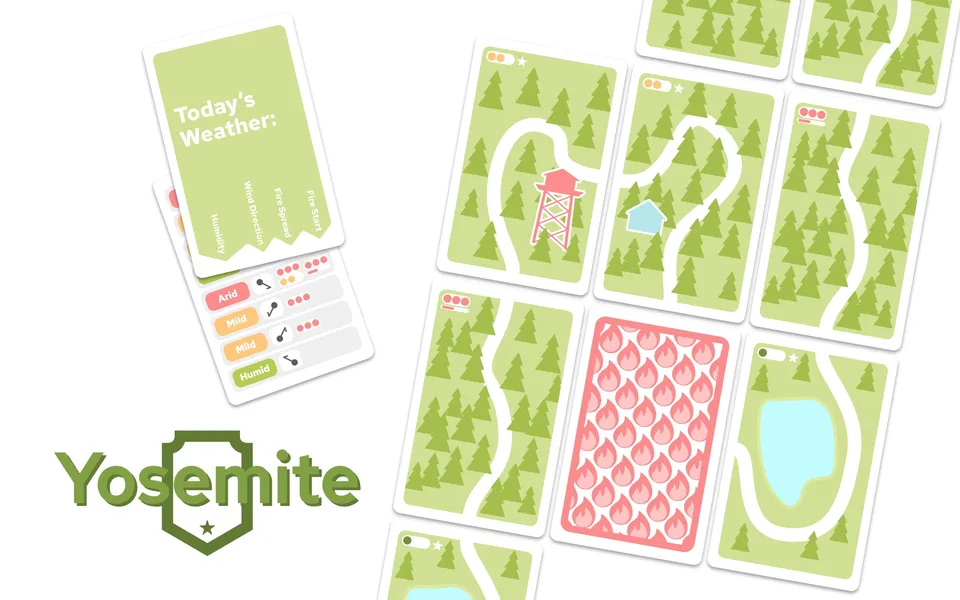 Today's
Weather:
Humidity
Wind Direction
Fire Spread
Fire Start
Arid
Mild
Mild
Humid
Yosemite